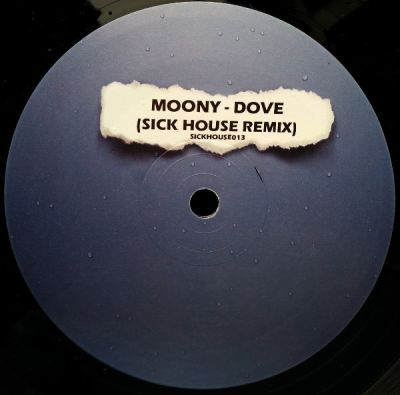 MOONY - DOVE
(SICK HOUSE REMIX)
SICKHOUSE013